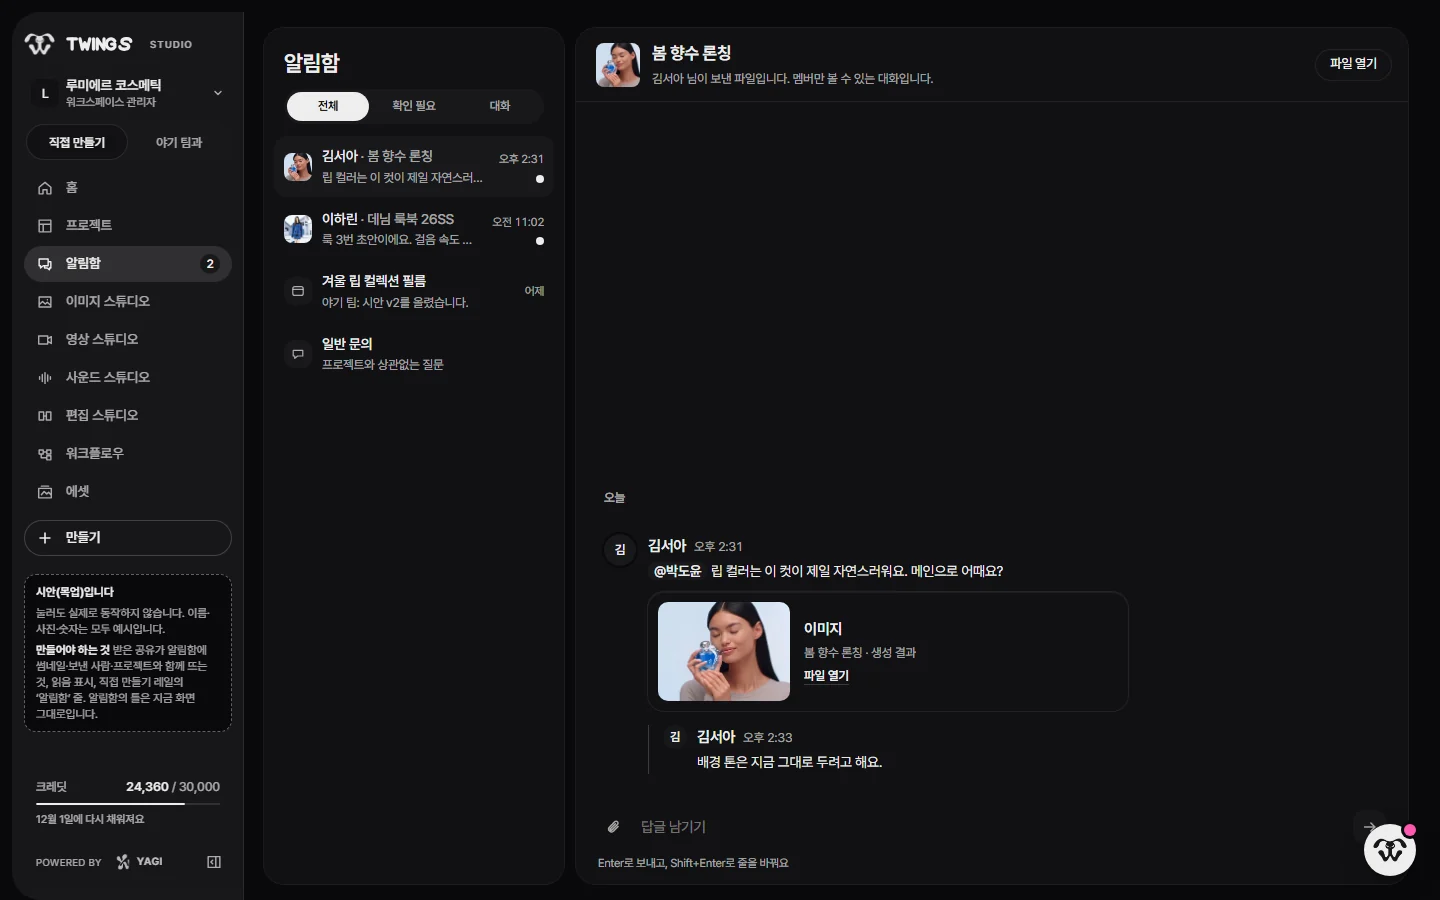 TWINGS STUDIO
L
루미에르 코스메틱
워크스페이스 관리자
직접 만들기
야기 팀과
홈
프로젝트
알림함
2
이미지 스튜디오
영상 스튜디오
사운드 스튜디오
편집 스튜디오
워크플로우
에셋
만들기
시안(목업)입니다
눌러도 실제로 동작하지 않습니다. 이름·
사진·숫자는 모두 예시입니다.
만들어야 하는 것 받은 공유가 알림함에
썸네일·보낸 사람·프로젝트와 함께 뜨는
것, 읽음 표시, 직접 만들기 레일의
‘알림함’ 줄. 알림함의 틀은 지금 화면
그대로입니다.
크레딧
24,360 / 30,000
12월 1일에 다시 채워져요
POWERED BY YAGI
알림함
전체
확인 필요
대화
김서아 · 봄 향수 론칭
오후 2:31
립 컬러는 이 컷이 제일 자연스러...
이하린 · 데님 룩북 26SS
오전 11:02
룩 3번 초안이에요. 걸음 속도 ...
겨울 립 컬렉션 필름
어제
야기 팀: 시안 v2를 올렸습니다.
일반 문의
프로젝트와 상관없는 질문
봄 향수 론칭
김서아 님이 보낸 파일입니다. 멤버만 볼 수 있는 대화입니다.
파일 열기
오늘
김
김서아 오후 2:31
@박도윤 립 컬러는 이 컷이 제일 자연스러워요. 메인으로 어때요?
이미지
봄 향수 론칭 · 생성 결과
파일 열기
김
김서아 오후 2:33
배경 톤은 지금 그대로 두려고 해요.
답글 남기기
Enter로 보내고, Shift+Enter로 줄을 바꿔요